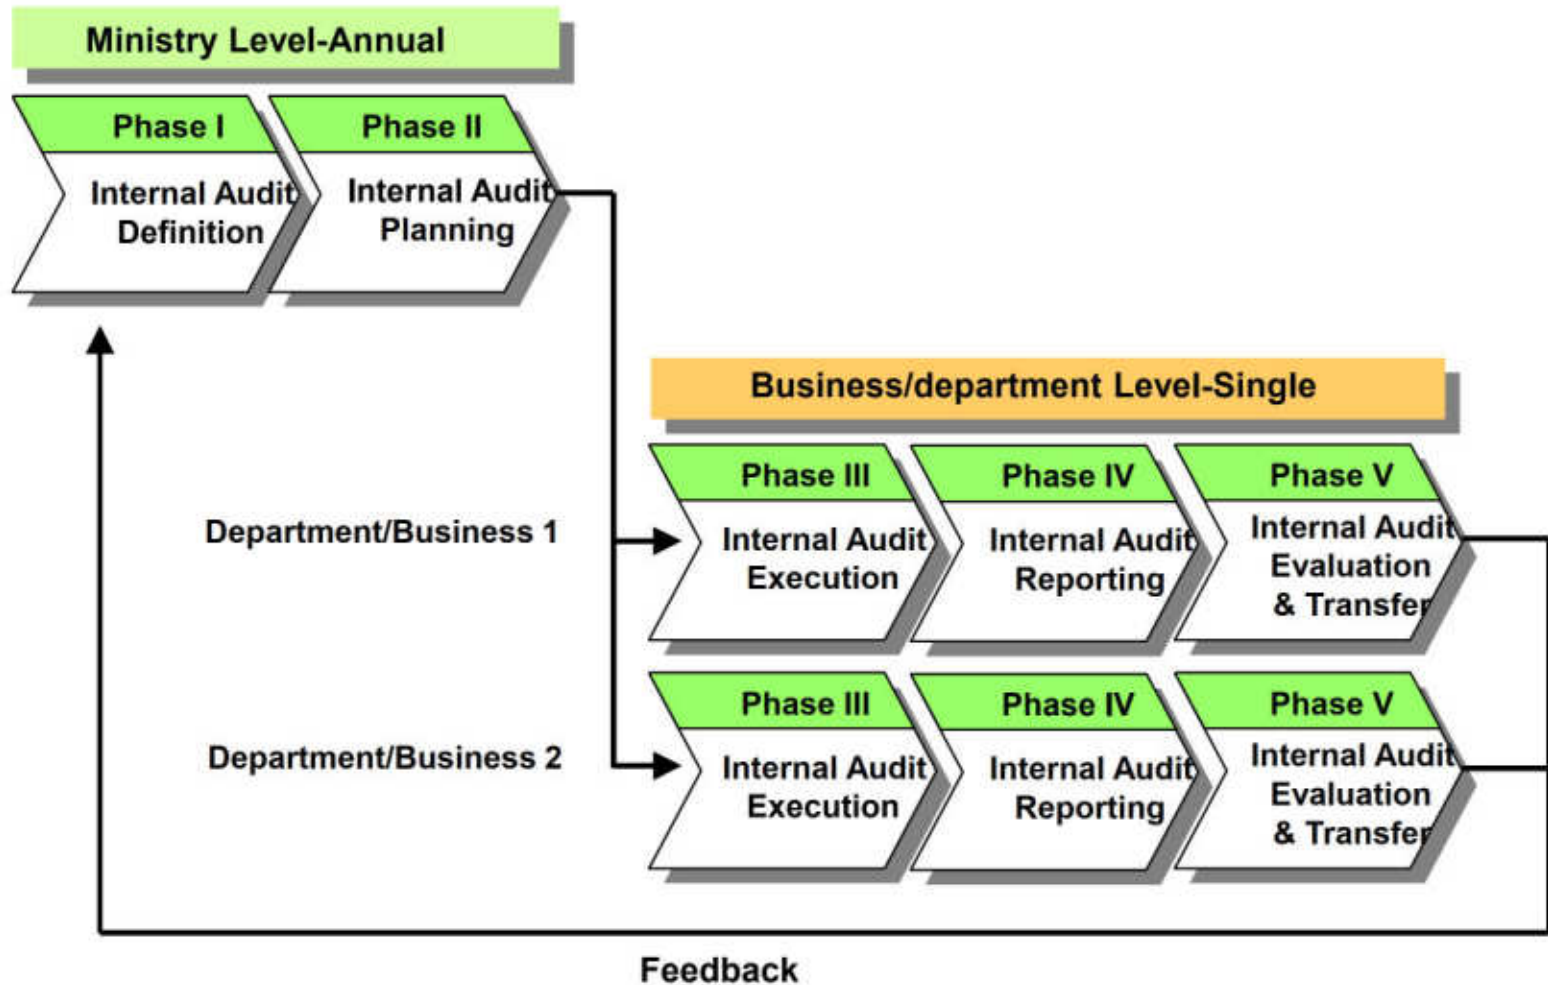 Ministry Level-Annual
Phase I
Internal Audit
Definition
Phase II
Internal Audit
Planning
Business/department Level-Single
Department/Business 1
Phase III
Internal Audit
Execution
Phase IV
Internal Audit
Reporting
Phase V
Internal Audit
Evaluation
& Transfer
Department/Business 2
Phase III
Internal Audit
Execution
Phase IV
Internal Audit
Reporting
Phase V
Internal Audit
Evaluation
& Transfer
Feedback